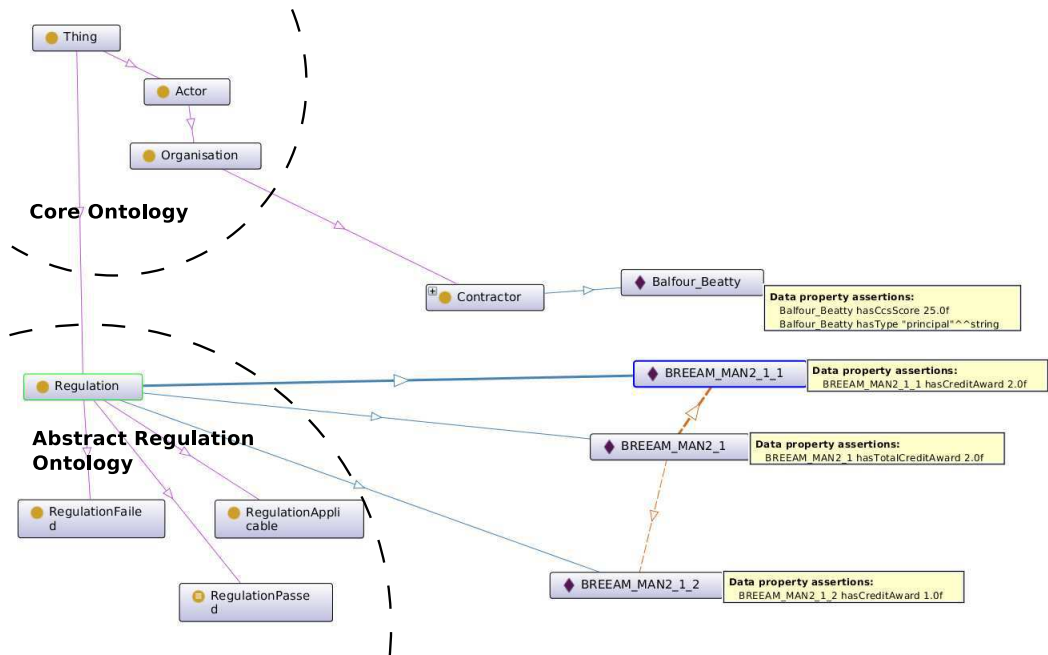 Thing
Actor
Organisation
Core Ontology
Contractor
Balfour_Beatty
Data property assertions:
Balfour_Beatty hasCcsScore 25.0f
Balfour_Beatty hasType "principal"^^string
Regulation
BREEAM_MAN2_1_1
Data property assertions:
BREEAM_MAN2_1_1 hasCreditAward 2.0f
Abstract Regulation
Ontology
BREEAM_MAN2_1
Data property assertions:
BREEAM_MAN2_1 hasTotalCreditAward 2.0f
RegulationFaile
d
RegulationAppli
cable
RegulationPasse
d
BREEAM_MAN2_1_2
Data property assertions:
BREEAM_MAN2_1_2 hasCreditAward 1.0f